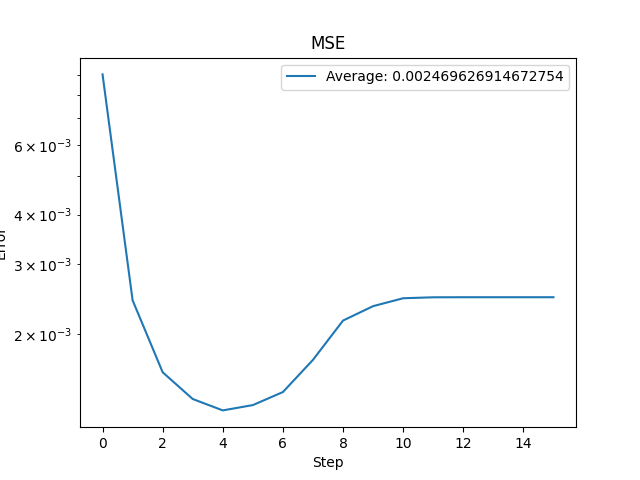 MSE
Average: 0.002469626914672754
6 × 10⁻³
4 × 10⁻³
3 × 10⁻³
2 × 10⁻³
Error
0 2 4 6 8 10 12 14
Step